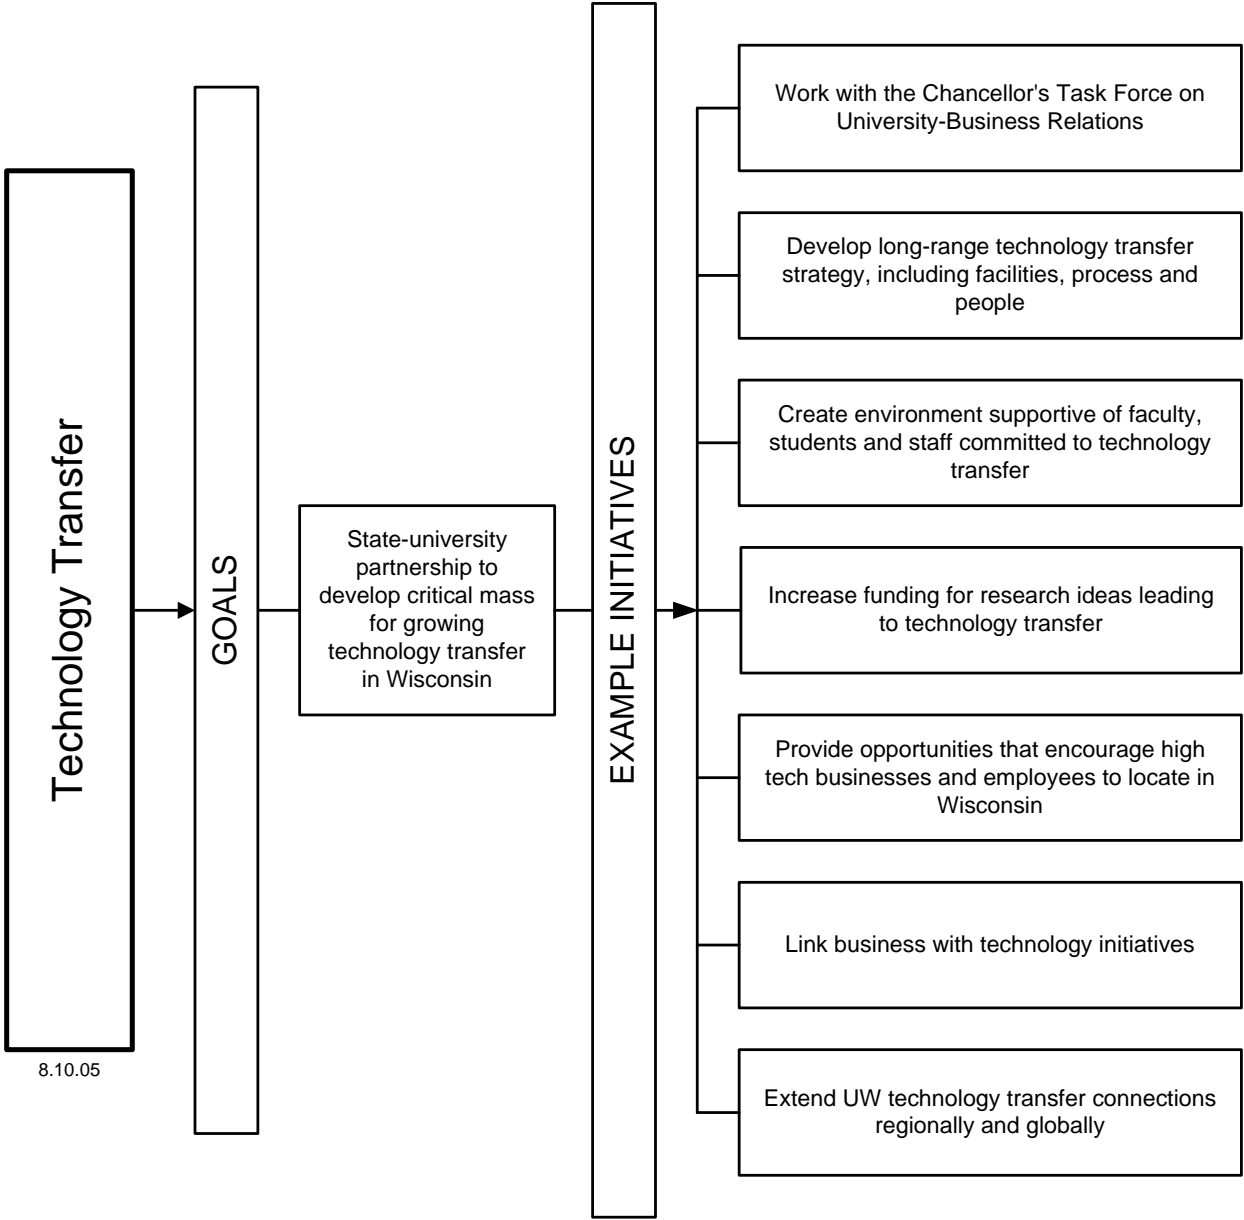 Technology Transfer
8.10.05
GOALS
State-university
partnership to
develop critical mass
for growing
technology transfer
in Wisconsin
EXAMPLE INITIATIVES
Work with the Chancellor's Task Force on
University-Business Relations
Develop long-range technology transfer
strategy, including facilities, process and
people
Create environment supportive of faculty,
students and staff committed to technology
transfer
Increase funding for research ideas leading
to technology transfer
Provide opportunities that encourage high
tech businesses and employees to locate in
Wisconsin
Link business with technology initiatives
Extend UW technology transfer connections
regionally and globally